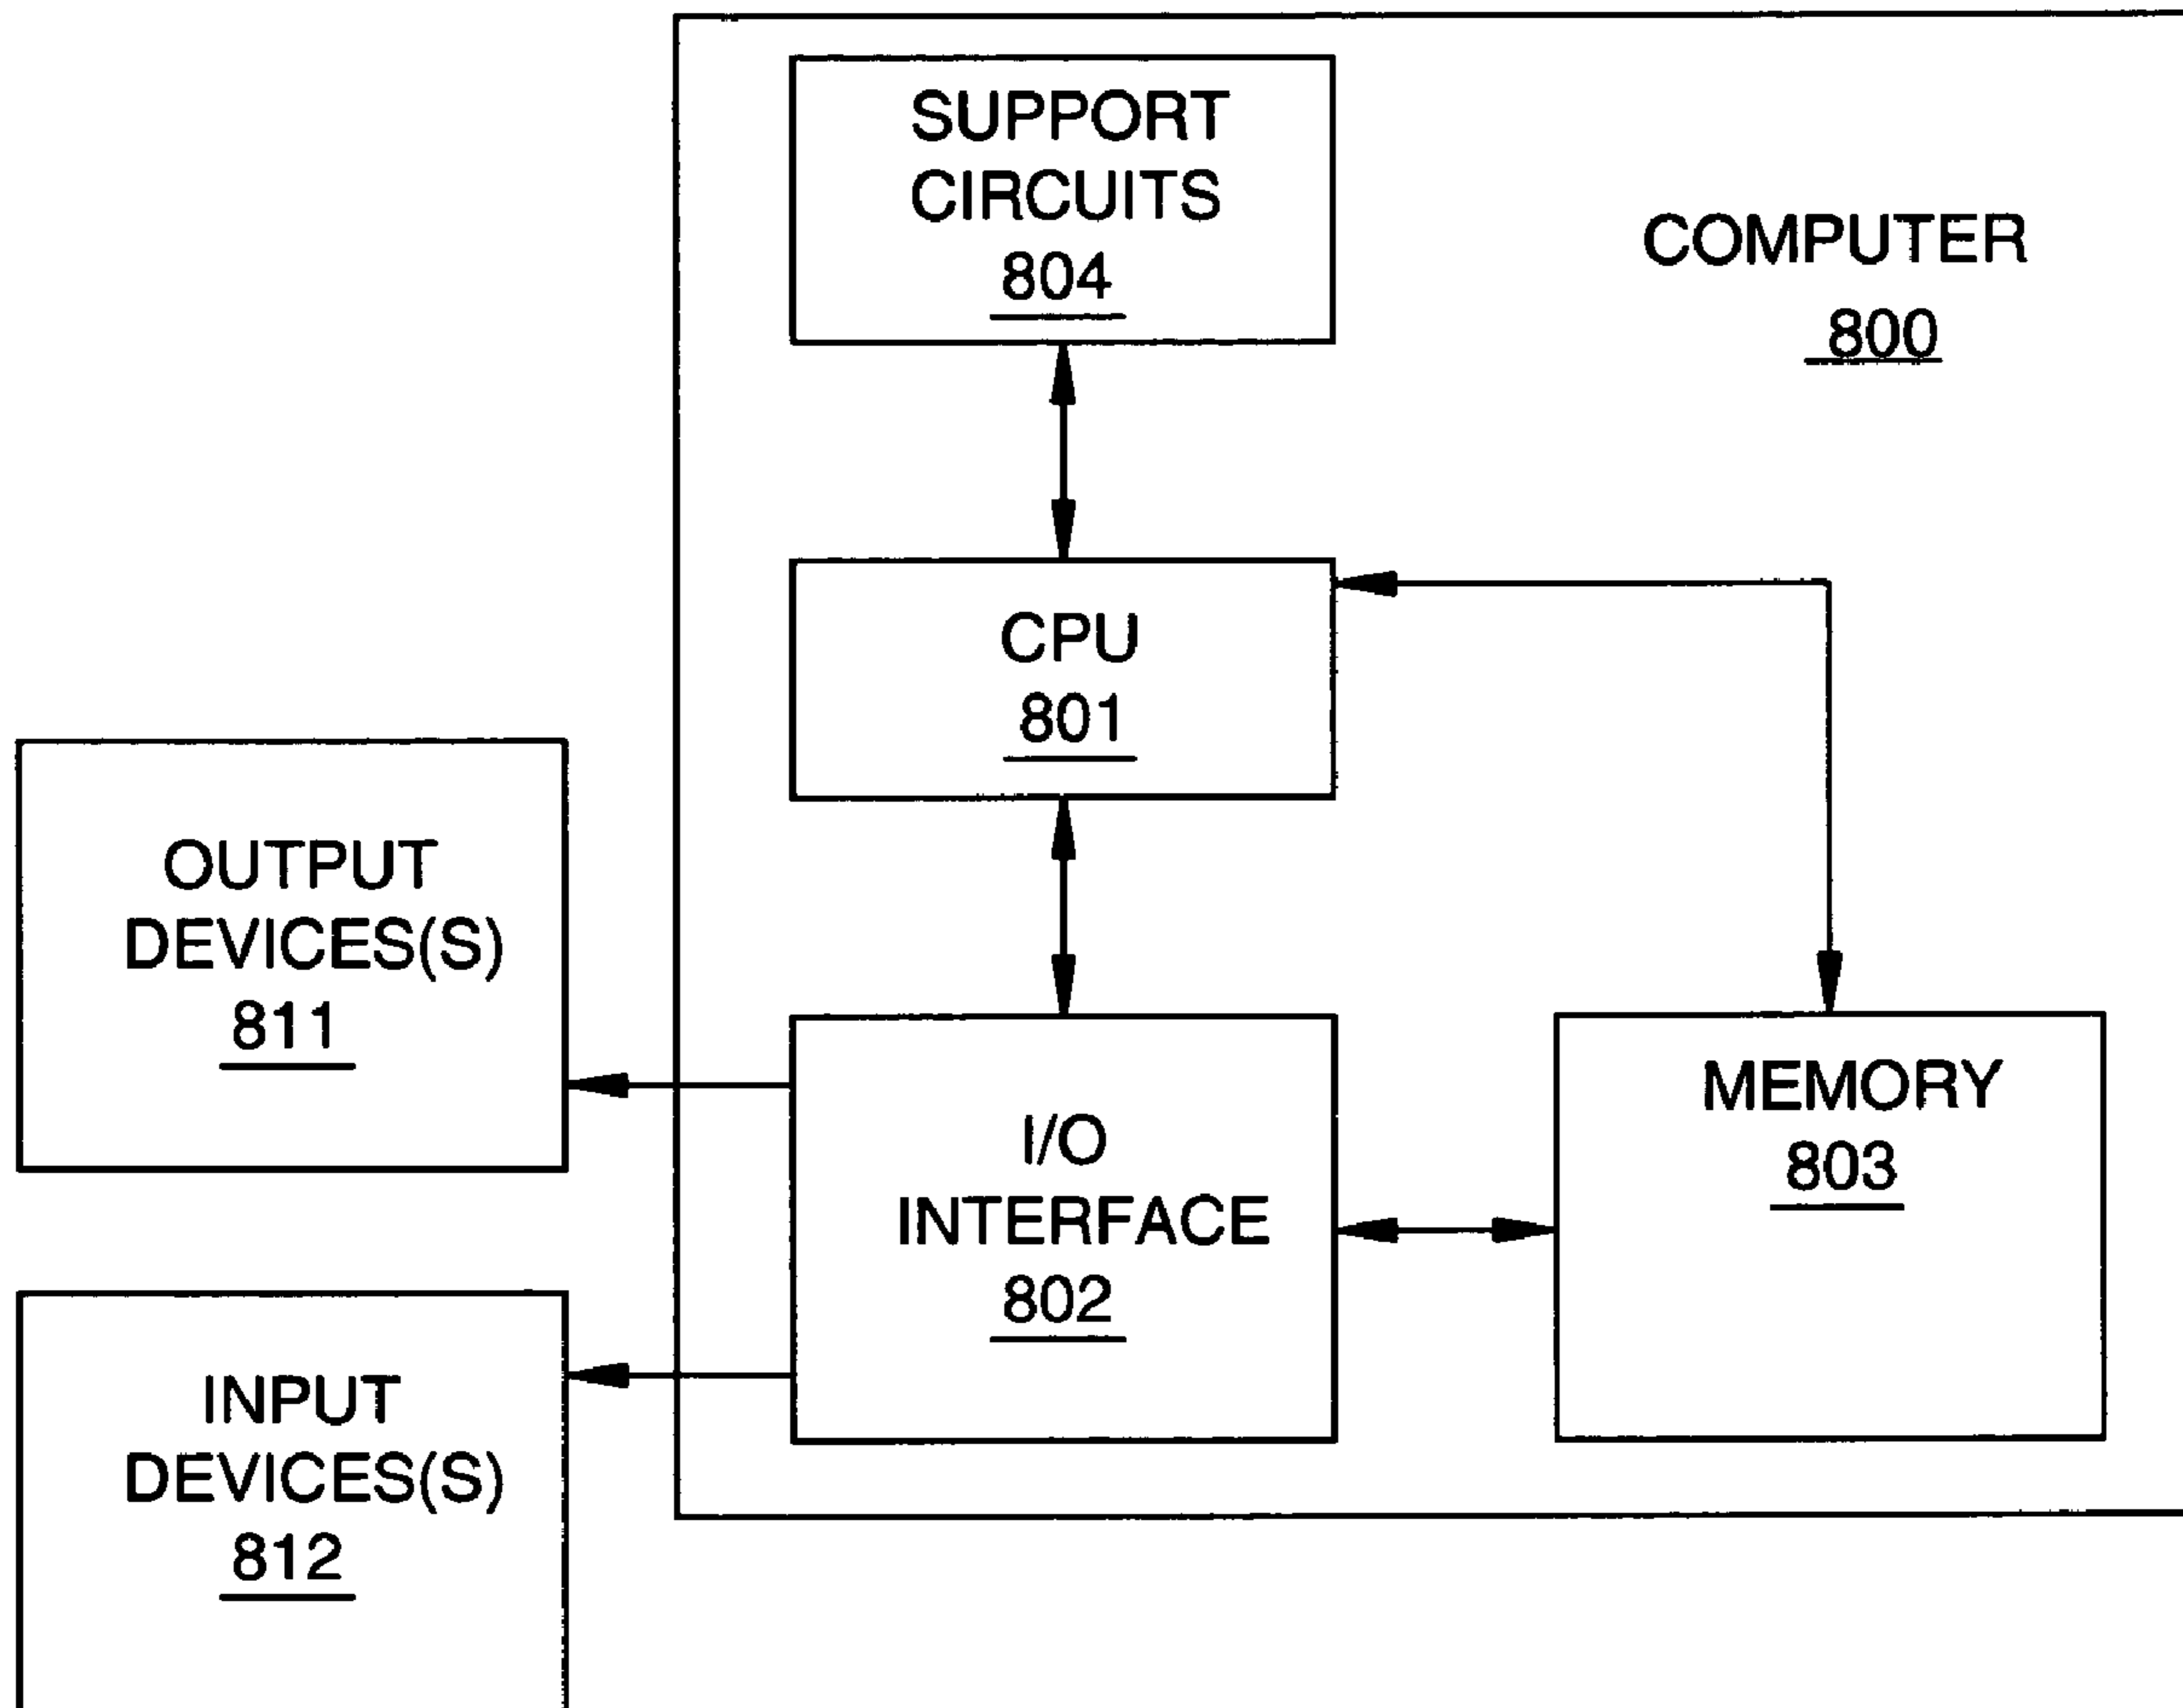 SUPPORT
CIRCUITS
804
COMPUTER
800
CPU
801
OUTPUT
DEVICES(S)
811
I/O
INTERFACE
802
MEMORY
803
INPUT
DEVICES(S)
812